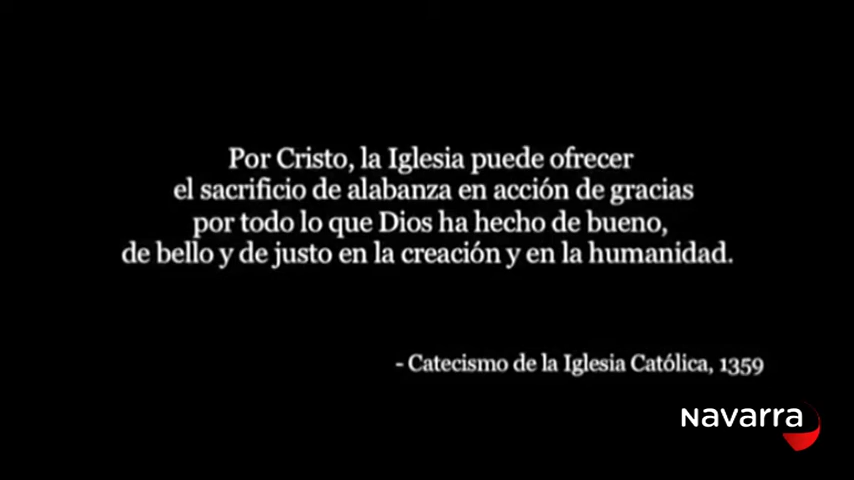 Por Cristo, la Iglesia puede ofrecer
el sacrificio de alabanza en acción de gracias
por todo lo que Dios ha hecho de bueno,
de bello y de justo en la creación y en la humanidad.
- Catecismo de la Iglesia Católica, 1359
Navarra